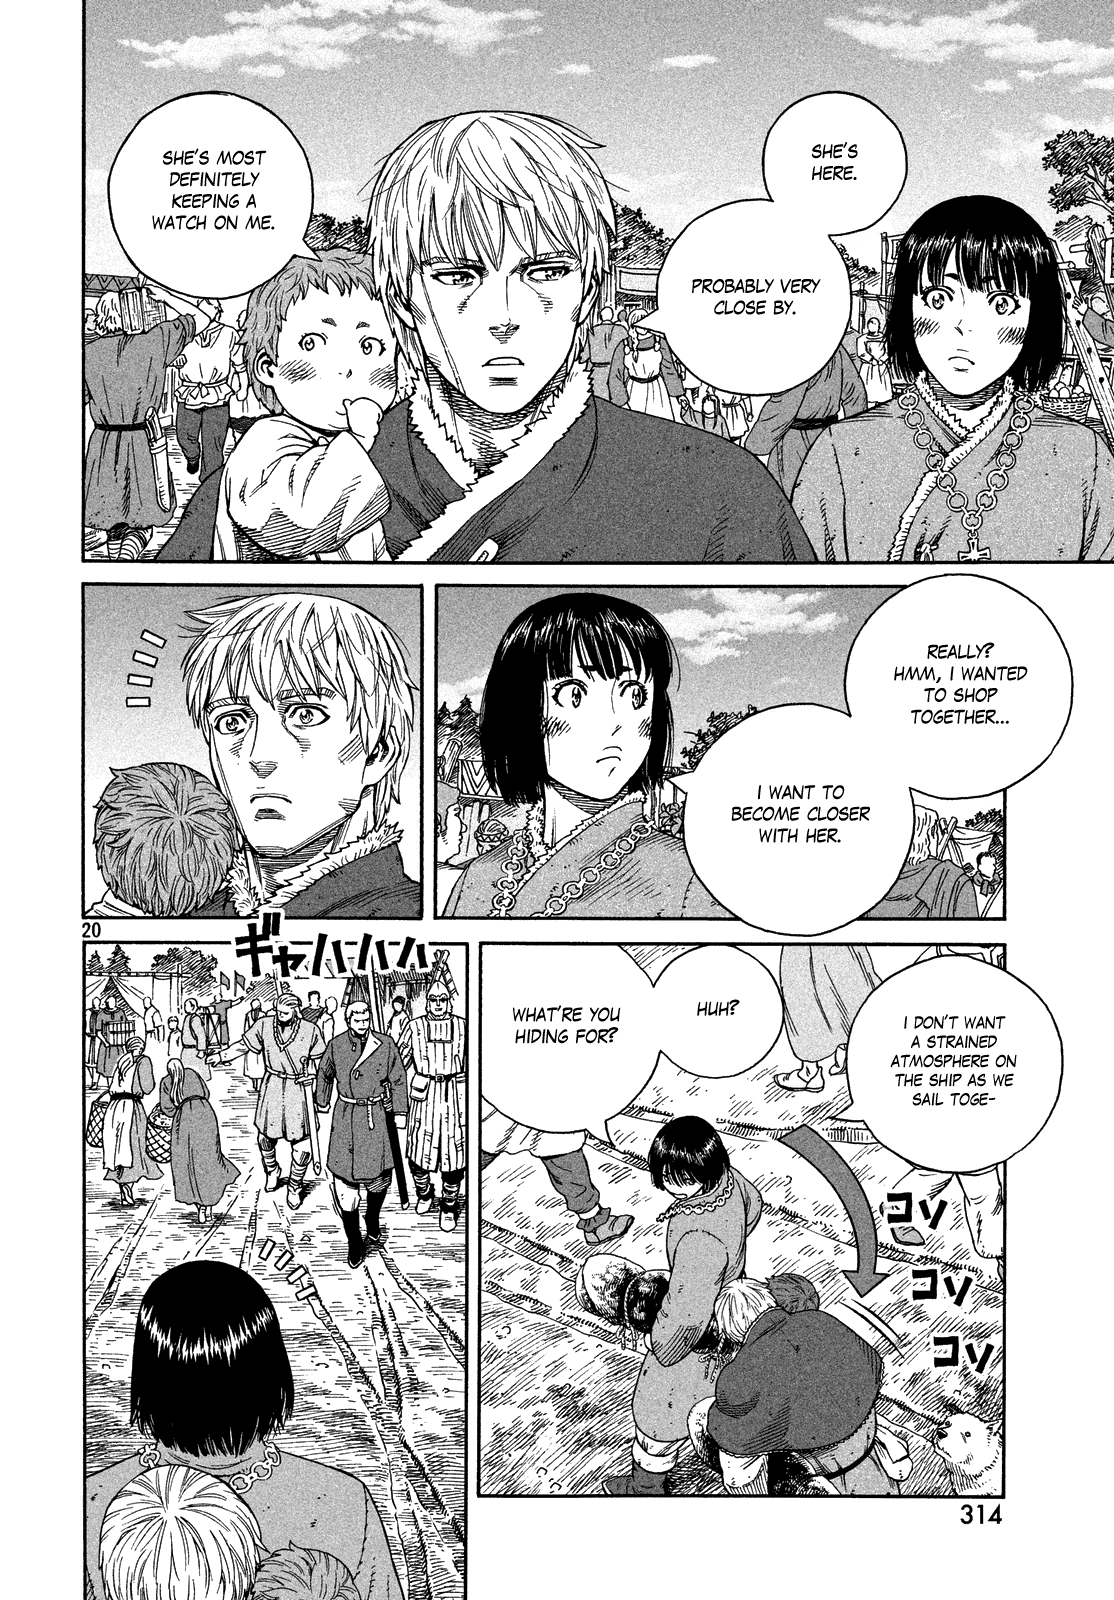 SHE'S
HERE.
PROBABLY VERY
CLOSE BY.
SHE'S MOST
DEFINITELY
KEEPING A
WATCH ON ME.
REALLY?
HMM, I WANTED
TO SHOP
TOGETHER...
I WANT TO
BECOME CLOSER
WITH HER.
20
I DON'T WANT
A STRAINED
ATMOSPHERE ON
THE SHIP AS WE
SAIL TOGE-
HUH?
WHAT'RE YOU
HIDING FOR?
コソ
コソ
コソ
ギャハハハハ
314